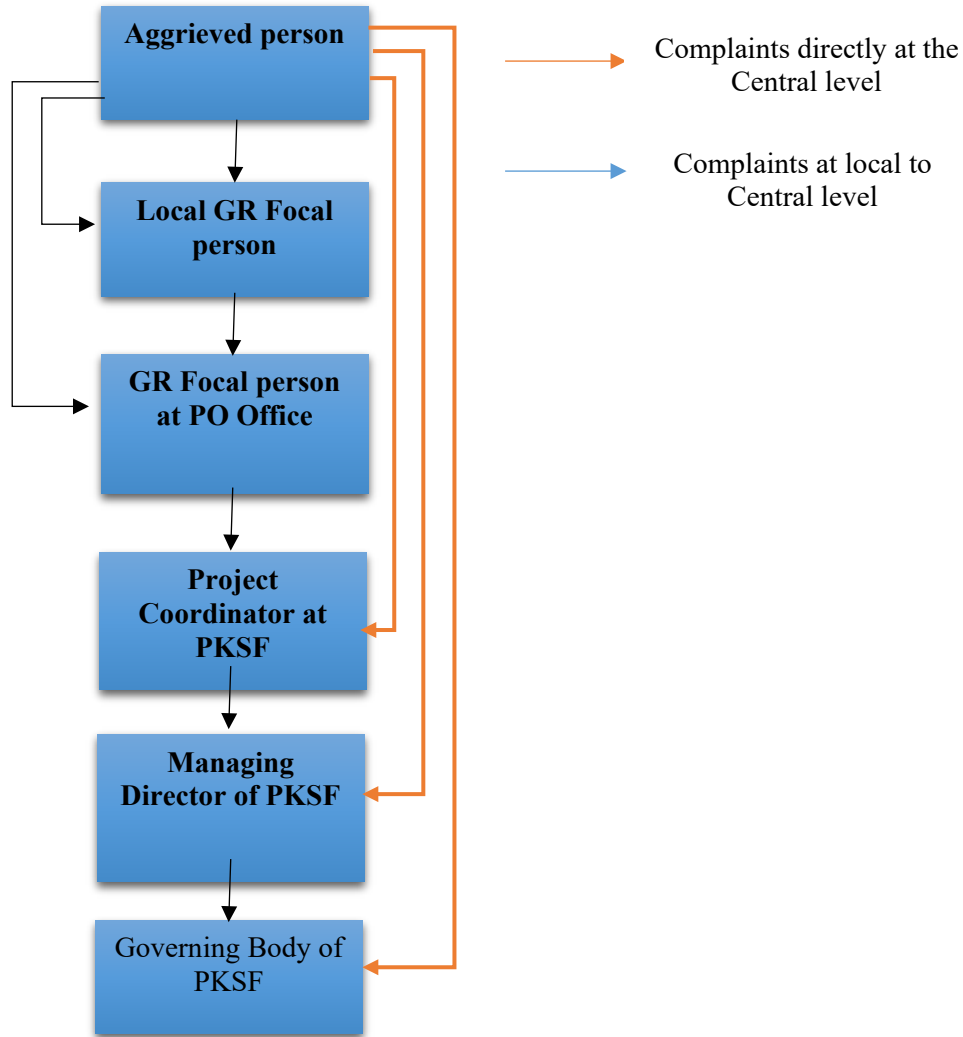 Aggrieved person
Complaints directly at the
Central level
Complaints at local to
Central level
Local GR Focal
person
GR Focal person
at PO Office
Project
Coordinator at
PKSF
Managing
Director of PKSF
Governing Body of
PKSF